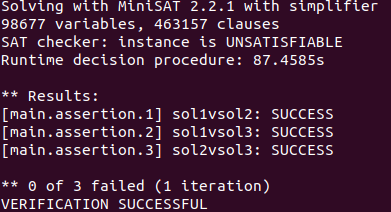 Solving with MiniSAT 2.2.1 with simplifier
98677 variables, 463157 clauses
SAT checker: instance is UNSATISFIABLE
Runtime decision procedure: 87.4585s

** Results:
[main.assertion.1] sol1vsol2: SUCCESS
[main.assertion.2] sol1vsol3: SUCCESS
[main.assertion.3] sol2vsol3: SUCCESS

** 0 of 3 failed (1 iteration)
VERIFICATION SUCCESSFUL